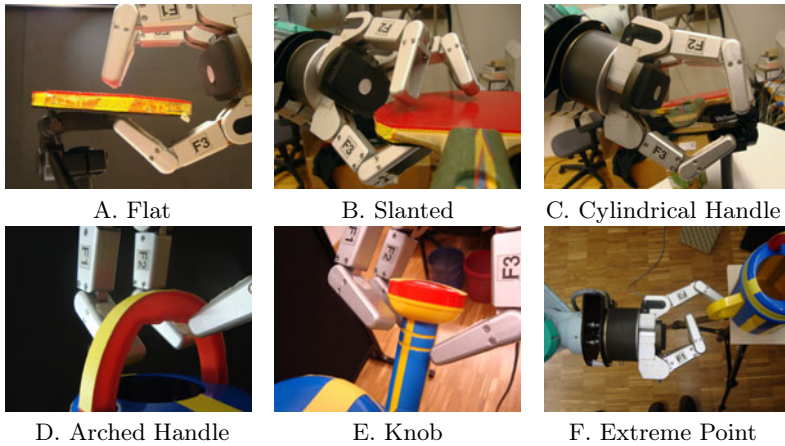 F1
F2
F3
F2
F3
F2
A. Flat
B. Slanted
C. Cylindrical Handle
F1
F2
F1
F3
D. Arched Handle
E. Knob
F. Extreme Point